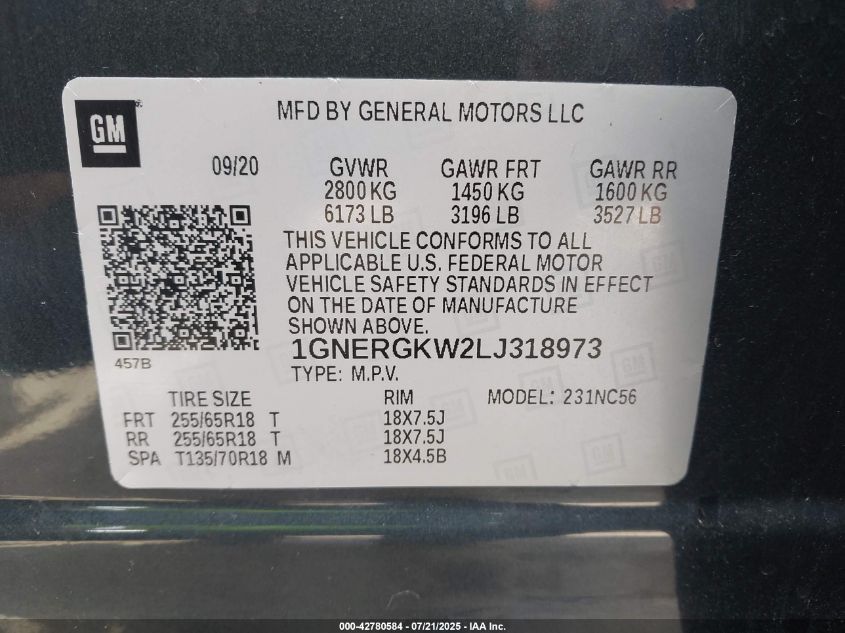 GM
MFD BY GENERAL MOTORS LLC
09/20 GVWR GAWR FRT GAWR RR
2800 KG 1450 KG 1600 KG
6173 LB 3196 LB 3527 LB
THIS VEHICLE CONFORMS TO ALL
APPLICABLE U.S. FEDERAL MOTOR
VEHICLE SAFETY STANDARDS IN EFFECT
ON THE DATE OF MANUFACTURE
SHOWN ABOVE.
1GNERGKW2LJ318973
457B
TYPE: M.P.V.
TIRE SIZE RIM MODEL: 231NC56
FRT 255/65R18 T 18X7.5J
RR 255/65R18 T 18X7.5J
SPA T135/70R18 M 18X4.5B
000-42780584 - 07/21/2025 - IAA Inc.